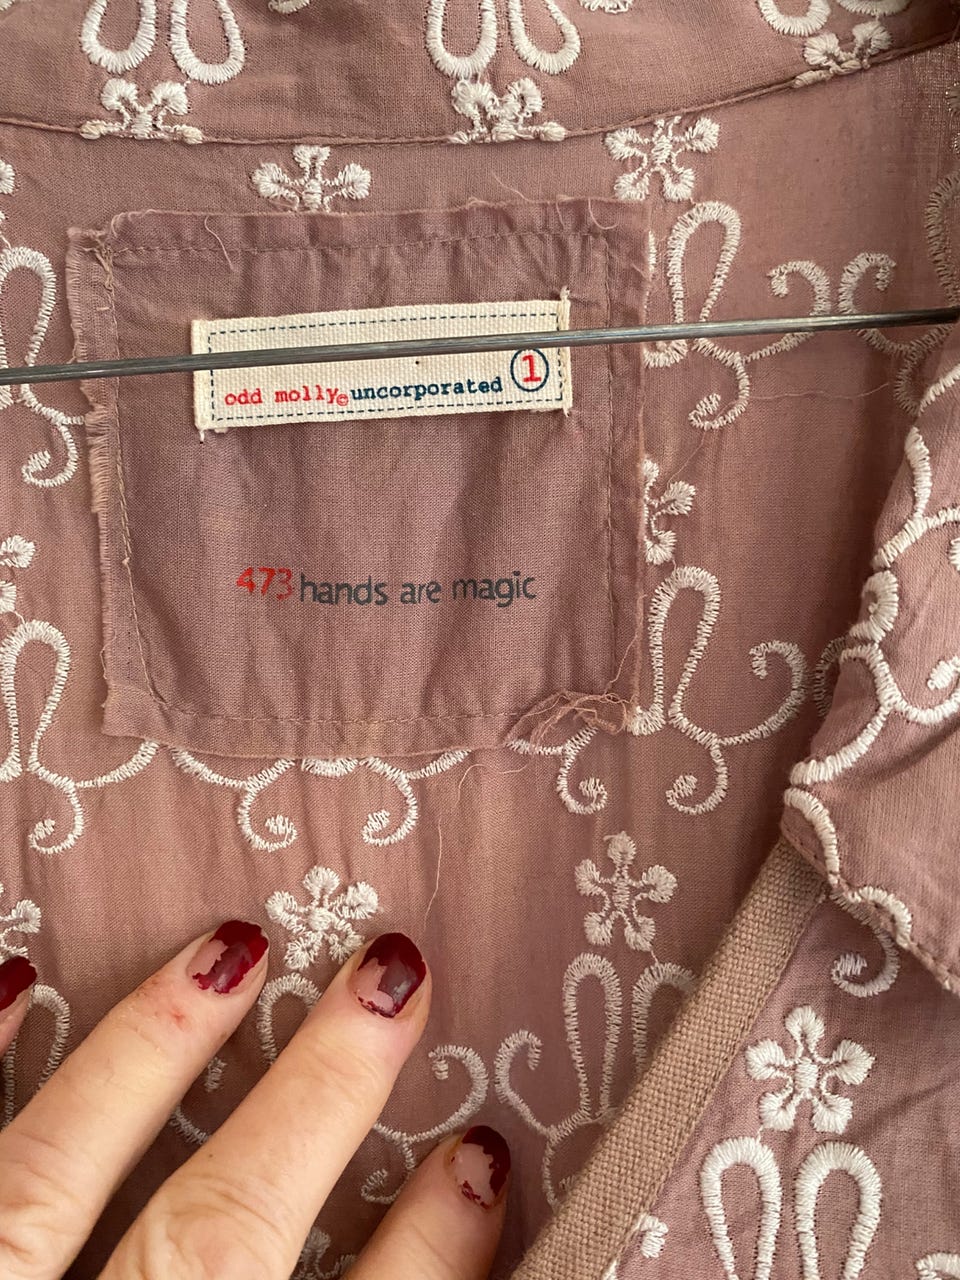 odd molly©uncorporated 1
473 hands are magic